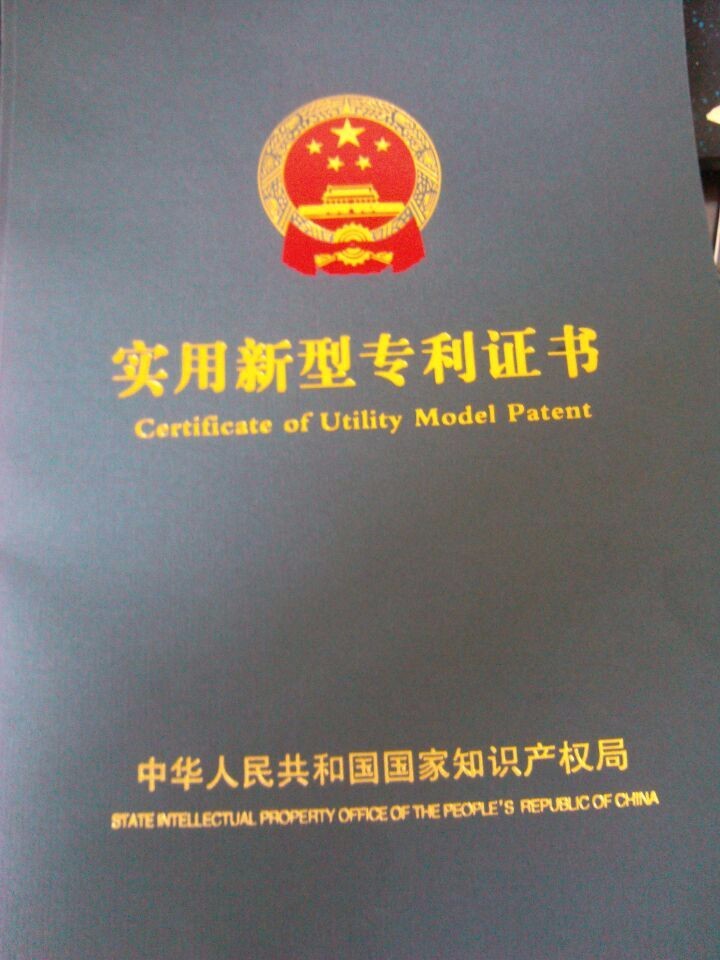 实用新型专利证书
Certificate of Utility Model Patent
中华人民共和国国家知识产权局
STATE INTELLECTUAL PROPERTY OFFICE OF THE PEOPLE'S REPUBLIC OF CHINA